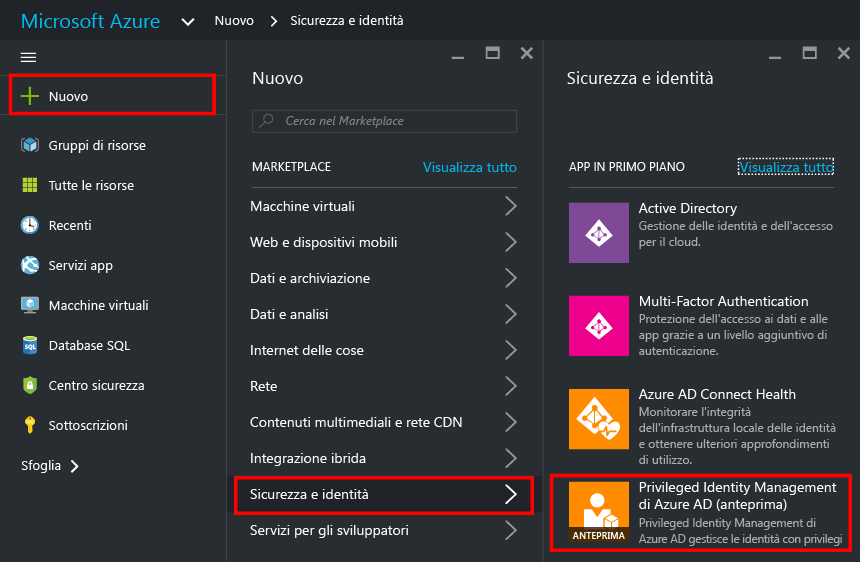 Microsoft Azure
Nuovo
Sicurezza e identità
Nuovo
Gruppi di risorse
Tutte le risorse
Recenti
Servizi app
Macchine virtuali
Database SQL
Centro sicurezza
Sottoscrizioni
Sfoglia
Nuovo
Cerca nel Marketplace
MARKETPLACE
Visualizza tutto
Macchine virtuali
Web e dispositivi mobili
Dati e archiviazione
Dati e analisi
Internet delle cose
Rete
Contenuti multimediali e rete CDN
Integrazione ibrida
Sicurezza e identità
Servizi per gli sviluppatori
Sicurezza e identità
APP IN PRIMO PIANO
Visualizza tutto
Active Directory
Gestione delle identità e dell'accesso
per il cloud.
Multi-Factor Authentication
Protezione dell'accesso ai dati e alle
app grazie a un livello aggiuntivo di
autenticazione.
Azure AD Connect Health
Monitorare l'integrità
dell'infrastruttura locale delle identità
e ottenere ulteriori approfondimenti
di utilizzo.
ANTEPRIMA
Privileged Identity Management
di Azure AD (anteprima)
Privileged Identity Management di
Azure AD gestisce le identità con privilegi